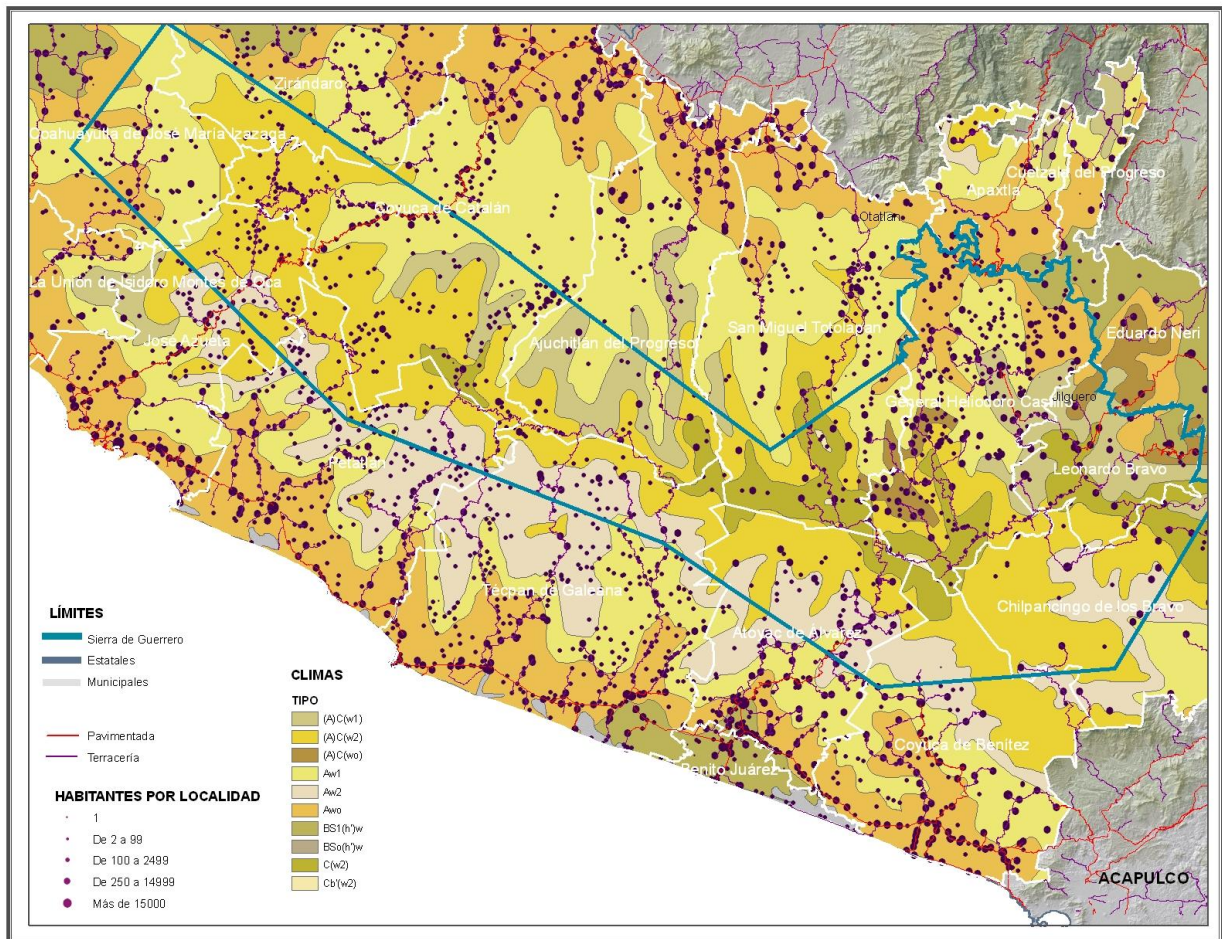 Zirándaro
Coahuayutla de José María Izazaga
Cuetzala del Progreso
Apaxtla
Coyuca de Catalán
Otatlán
La Unión de Isidoro Montes de Oca
San Miguel Totolapan
Eduardo Neri
José Azueta
Ajuchitlán del Progreso
General Heliodoro Castillo
Jilguero
Petatlán
Leonardo Bravo
Técpan de Galeana
Chilpancingo de los Bravo
Atoyac de Álvarez
Coyuca de Benítez
Benito Juárez
ACAPULCO
LÍMITES
Sierra de Guerrero
Estatales
Municipales
Pavimentada
Terracería
HABITANTES POR LOCALIDAD
1
De 2 a 99
De 100 a 2499
De 250 a 14999
Más de 15000
CLIMAS
TIPO
(A)C(w1)
(A)C(w2)
(A)C(wo)
Aw1
Aw2
Awo
BS1(h')w
BSo(h')w
C(w2)
Cb'(w2)